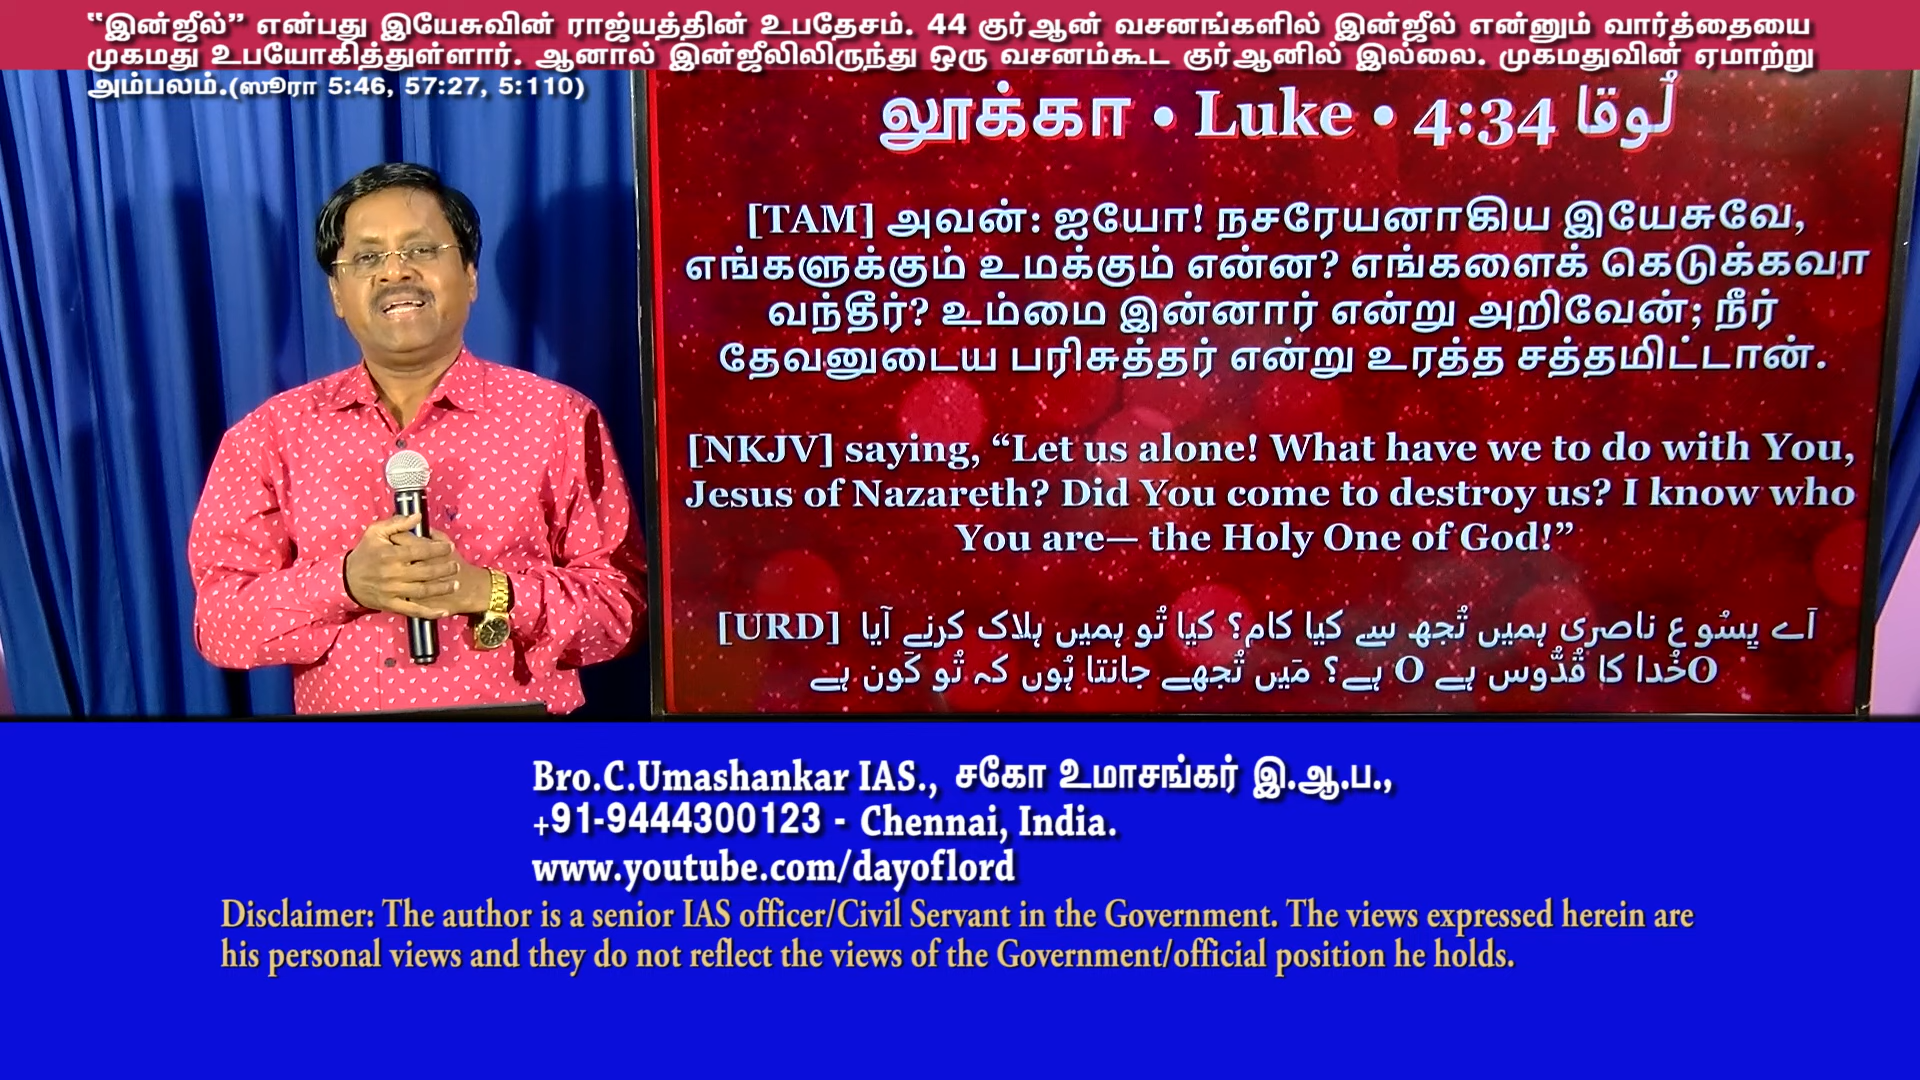 “இன்ஜீல்” என்பது இயேசுவின் ராஜ்யத்தின் உபதேசம். 44 குர்ஆன் வசனங்களில் இன்ஜீல் என்னும் வார்த்தையை
முகமது உபயோகித்துள்ளார். ஆனால் இன்ஜீலிலிருந்து ஒரு வசனம்கூட குர்ஆனில் இல்லை. முகமதுவின் ஏமாற்று
அம்பலம்.(ஸூரா 5:46, 57:27, 5:110)
லூக்கா • Luke • 4:34 لُوقا
[TAM] அவன்: ஐயோ! நசரேயனாகிய இயேசுவே,
எங்களுக்கும் உமக்கும் என்ன? எங்களைக் கெடுக்கவா
வந்தீர்? உம்மை இன்னார் என்று அறிவேன்; நீர்
தேவனுடைய பரிசுத்தர் என்று உரத்த சத்தமிட்டான்.
[NKJV] saying, “Let us alone! What have we to do with You,
Jesus of Nazareth? Did You come to destroy us? I know who
You are— the Holy One of God!”
[URD] اَے یِسُو ع ناصری ہمیں تُجھ سے کیا کام؟ کیا تُو ہمیں ہلاک کرنے آیا
O ہے؟ مَیں تُجھے جانتا ہُوں کہ تُو کَون ہے Oخُدا کا قُدُّوس ہے
Bro.C.Umashankar IAS., சகோ உமாசங்கர் இ.ஆ.ப.,
+91-9444300123 - Chennai, India.
www.youtube.com/dayoflord
Disclaimer: The author is a senior IAS officer/Civil Servant in the Government. The views expressed herein are
his personal views and they do not reflect the views of the Government/official position he holds.